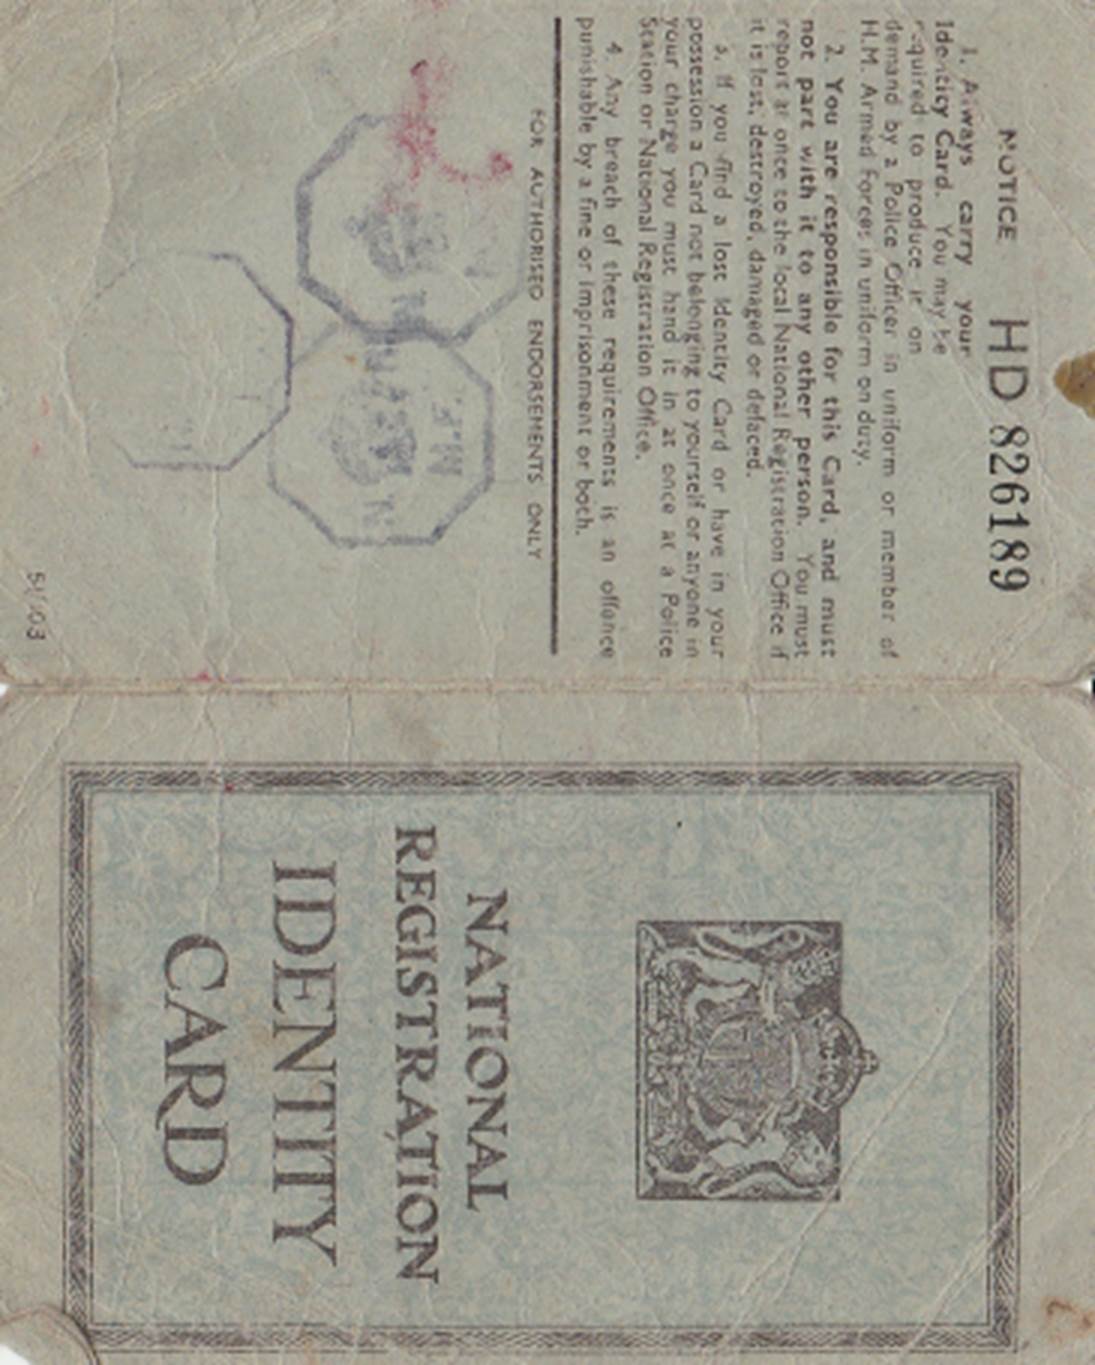 NOTICE HD 826189
1. Always carry your
Identity Card. You may be
required to produce it on
demand by a Police Officer in uniform or member of
H.M. Armed Forces in uniform on duty.
2. You are responsible for this Card, and must
not part with it to any other person. You must
report at once to the local National Registration Office if
it is lost, destroyed, damaged or defaced.
3. If you find a lost Identity Card or have in your
possession a Card not belonging to yourself or anyone in
your charge you must hand it in at once at a Police
Station or National Registration Office.
4. Any breach of these requirements is an offence
punishable by a fine or imprisonment or both.
FOR AUTHORISED ENDORSEMENTS ONLY
NATIONAL
REGISTRATION
IDENTITY
CARD